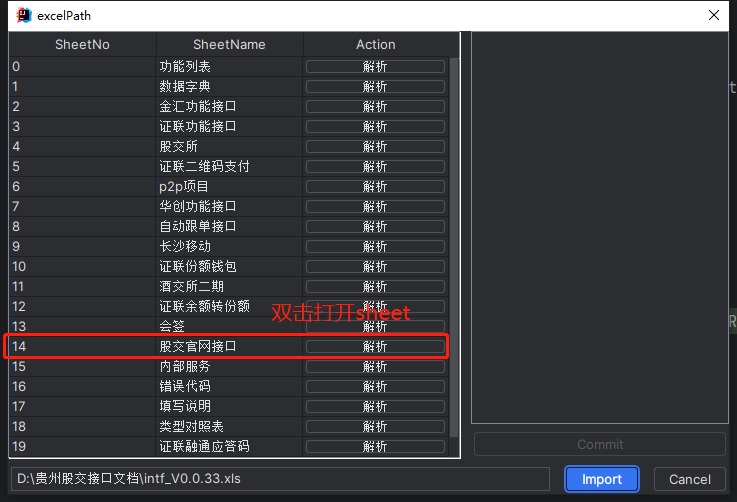 excelPath
SheetNo SheetName Action
0 功能列表 解析
1 数据字典 解析
2 金汇功能接口 解析
3 证联功能接口 解析
4 股交所 解析
5 证联二维码支付 解析
6 p2p项目 解析
7 华创功能接口 解析
8 自动跟单接口 解析
9 长沙移动 解析
10 证联份额钱包 解析
11 酒交所二期 解析
12 证联余额转份额 解析
双击打开sheet
13 会签 解析
14 股交官网接口 解析
15 内部服务 解析
16 错误代码 解析
17 填写说明 解析
18 类型对照表 解析
19 证联融通应答码 解析
Commit
D:\贵州股交接口文档\intf_V0.0.33.xls Import Cancel
t
R